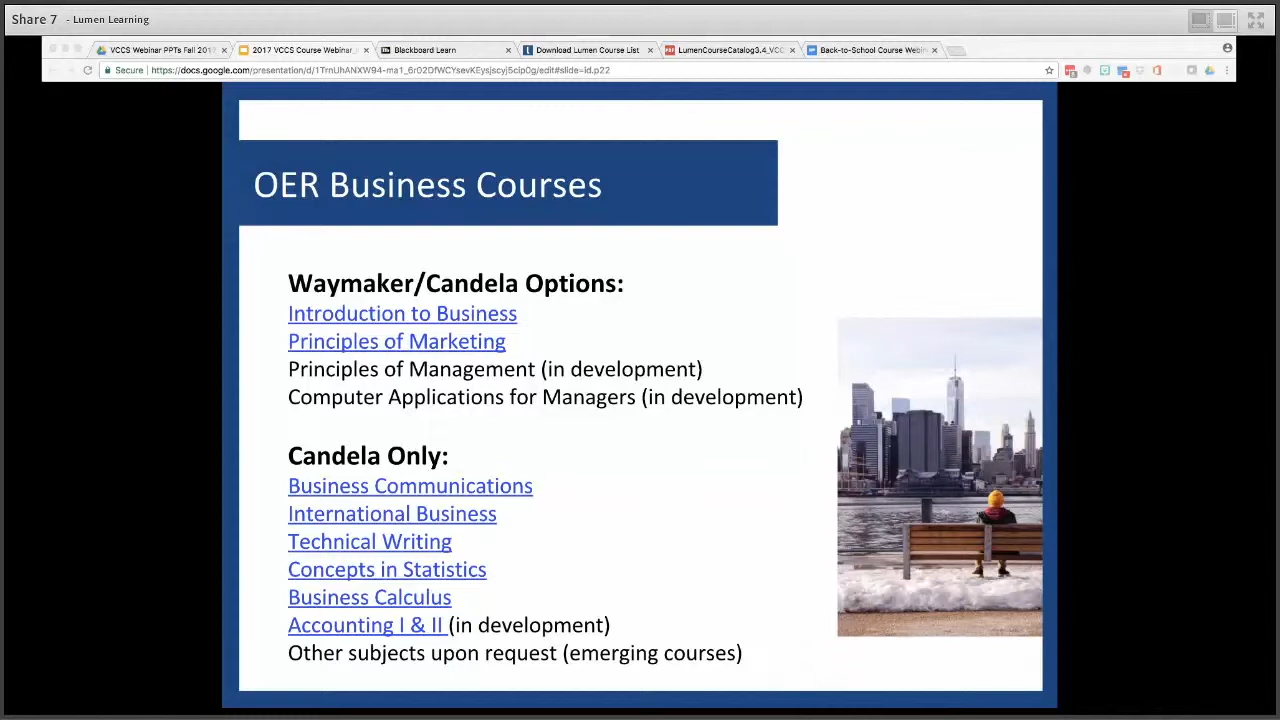 Share 7 - Lumen Learning
VCCS Webinar PPTs Fall 201
2017 VCCS Course Webinar_
Blackboard Learn
Download Lumen Course List
LumenCourseCatalog3.4_VCC
Back-to-School Course Webin
Secure
OER Business Courses
Waymaker/Candela Options:
Introduction to Business
Principles of Marketing
Principles of Management (in development)
Computer Applications for Managers (in development)
Candela Only:
Business Communications
International Business
Technical Writing
Concepts in Statistics
Business Calculus
Accounting I & II (in development)
Other subjects upon request (emerging courses)